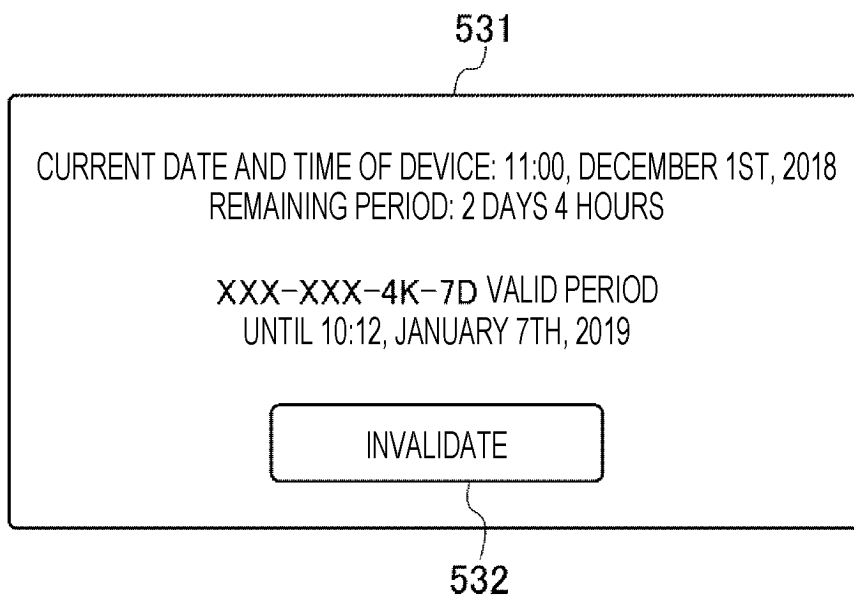 531
CURRENT DATE AND TIME OF DEVICE: 11:00, DECEMBER 1ST, 2018
REMAINING PERIOD: 2 DAYS 4 HOURS
XXX-XXX-4K-7D VALID PERIOD
UNTIL 10:12, JANUARY 7TH, 2019
INVALIDATE
532